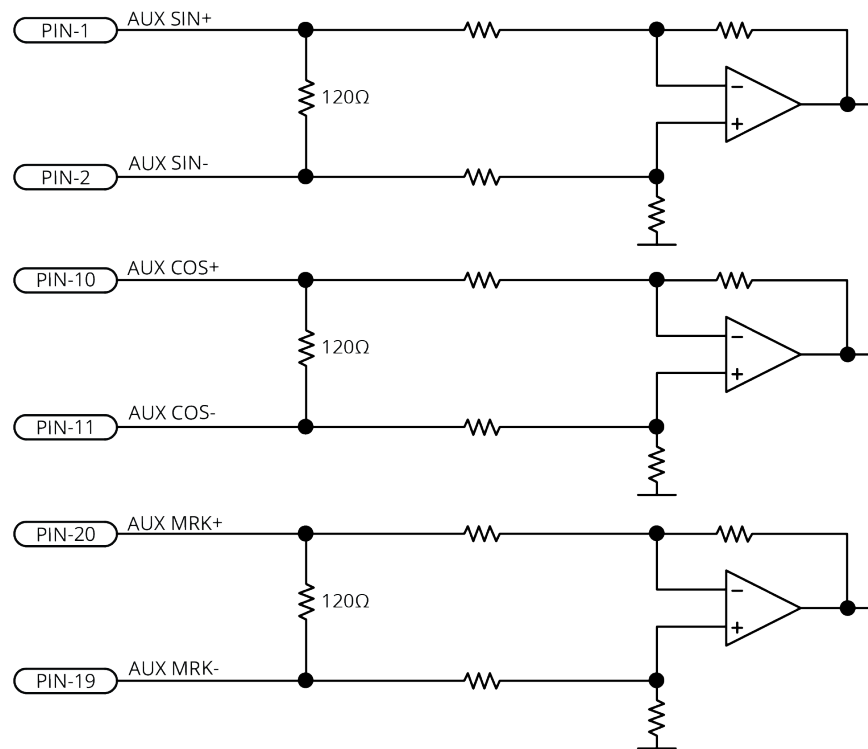 AUX SIN+
PIN-1
120Ω
−
+
AUX SIN-
PIN-2
AUX COS+
PIN-10
120Ω
−
+
AUX COS-
PIN-11
AUX MRK+
PIN-20
120Ω
−
+
AUX MRK-
PIN-19